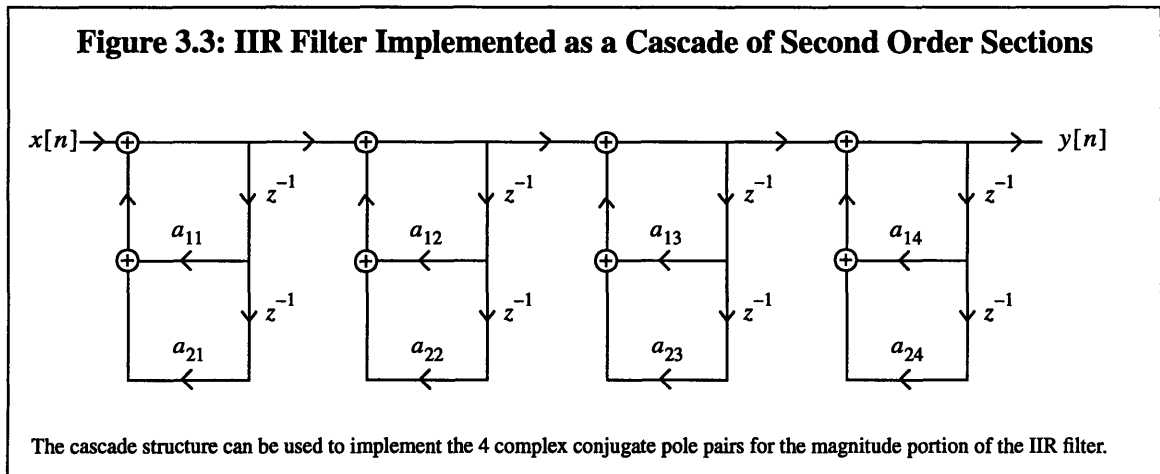 Figure 3.3: IIR Filter Implemented as a Cascade of Second Order Sections
x[n] y[n]
z⁻¹ z⁻¹ z⁻¹ z⁻¹
a₁₁ a₁₂ a₁₃ a₁₄
z⁻¹ z⁻¹ z⁻¹ z⁻¹
a₂₁ a₂₂ a₂₃ a₂₄
The cascade structure can be used to implement the 4 complex conjugate pole pairs for the magnitude portion of the IIR filter.